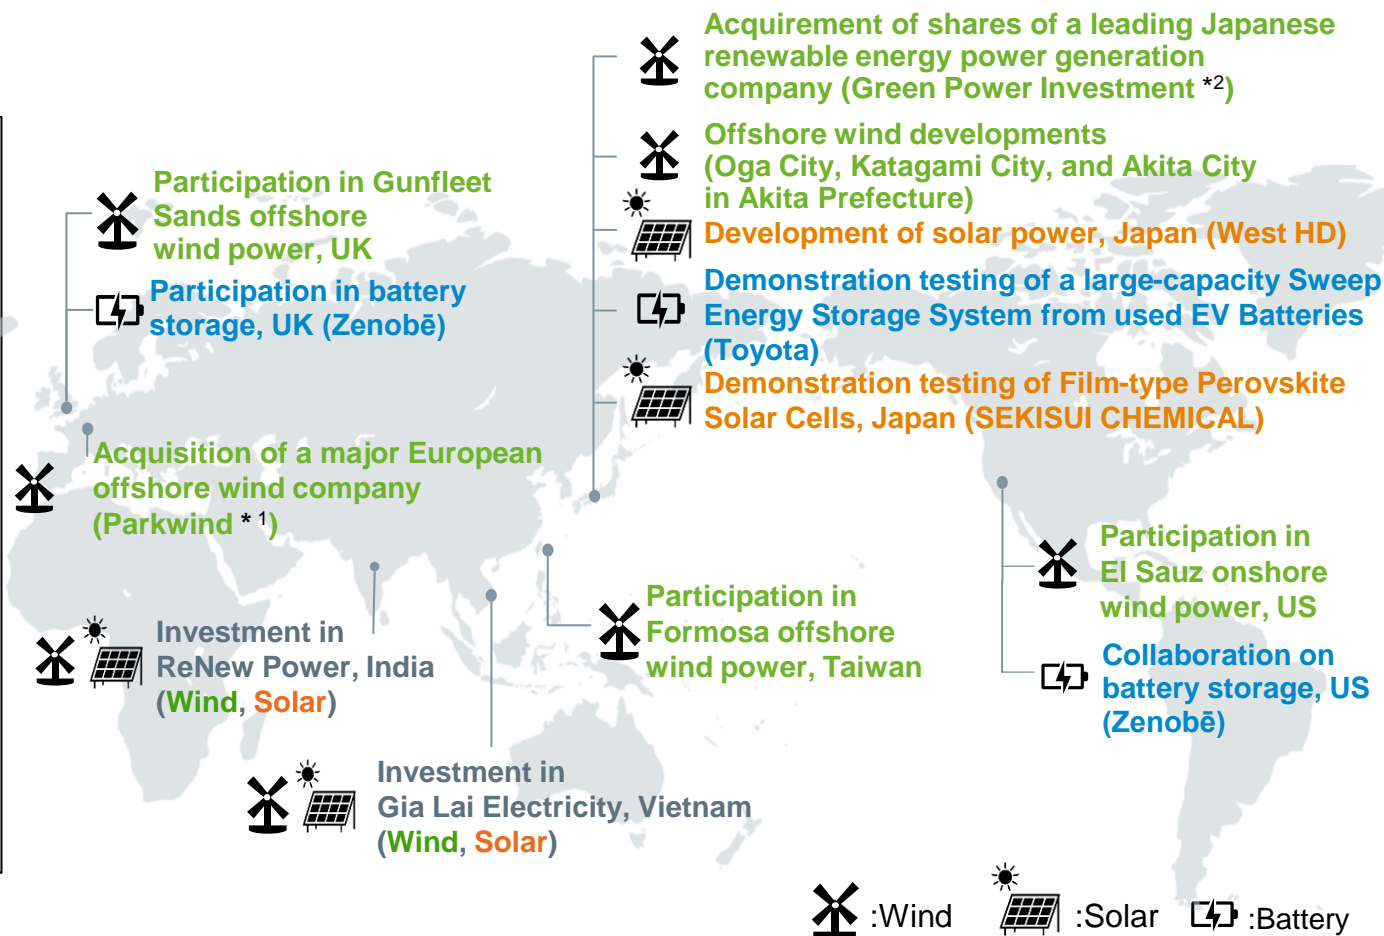 Acquirement of shares of a leading Japanese
renewable energy power generation
company (Green Power Investment *2)
Offshore wind developments
(Oga City, Katagami City, and Akita City
in Akita Prefecture)
Development of solar power, Japan (West HD)
Demonstration testing of a large-capacity Sweep
Energy Storage System from used EV Batteries
(Toyota)
Demonstration testing of Film-type Perovskite
Solar Cells, Japan (SEKISUI CHEMICAL)
Participation in Gunfleet
Sands offshore
wind power, UK
Participation in battery
storage, UK (Zenobē)
Acquisition of a major European
offshore wind company
(Parkwind * 1)
Investment in
ReNew Power, India
(Wind, Solar)
Investment in
Gia Lai Electricity, Vietnam
(Wind, Solar)
Participation in
Formosa offshore
wind power, Taiwan
Participation in
El Sauz onshore
wind power, US
Collaboration on
battery storage, US
(Zenobē)
:Wind :Solar :Battery